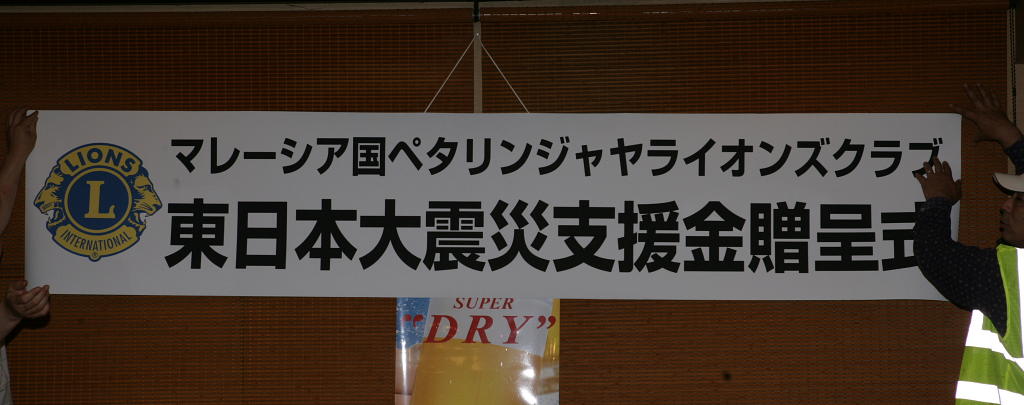 マレーシア国ペタリンジャヤライオンズクラブ
東日本大震災支援金贈呈式
LIONS
L
INTERNATIONAL
®
SUPER
"DRY"